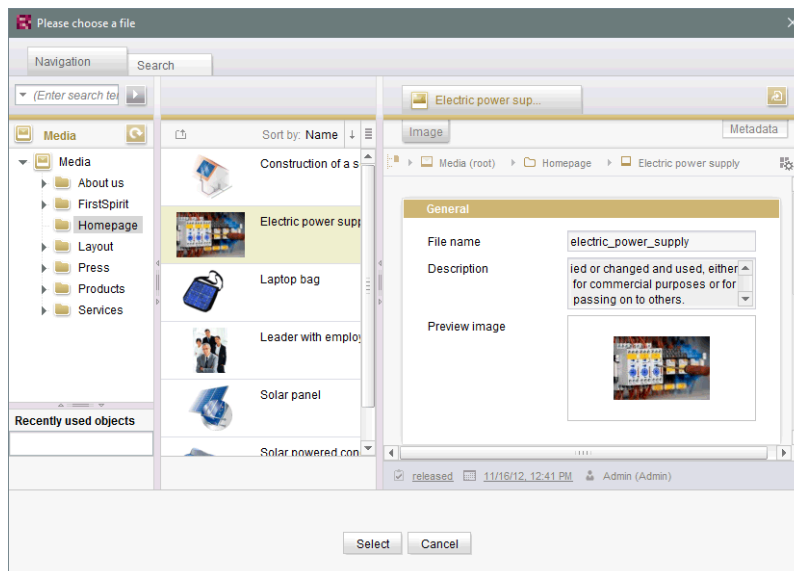 Please choose a file
Navigation
Search
(Enter search
Media
Media
About us
FirstSpirit
Homepage
Layout
Press
Products
Services
Recently used objects
Sort by: Name
Construction of a s
Electric power supp
Laptop bag
Leader with employ
Solar panel
Solar powered con
Electric power sup...
Image
Metadata
Media (root)
Homepage
Electric power supply
General
File name
electric_power_supply
Description
ied or changed and used, either
for commercial purposes or for
passing on to others.
Preview image
released
11/16/12, 12:41 PM
Admin (Admin)
Select
Cancel